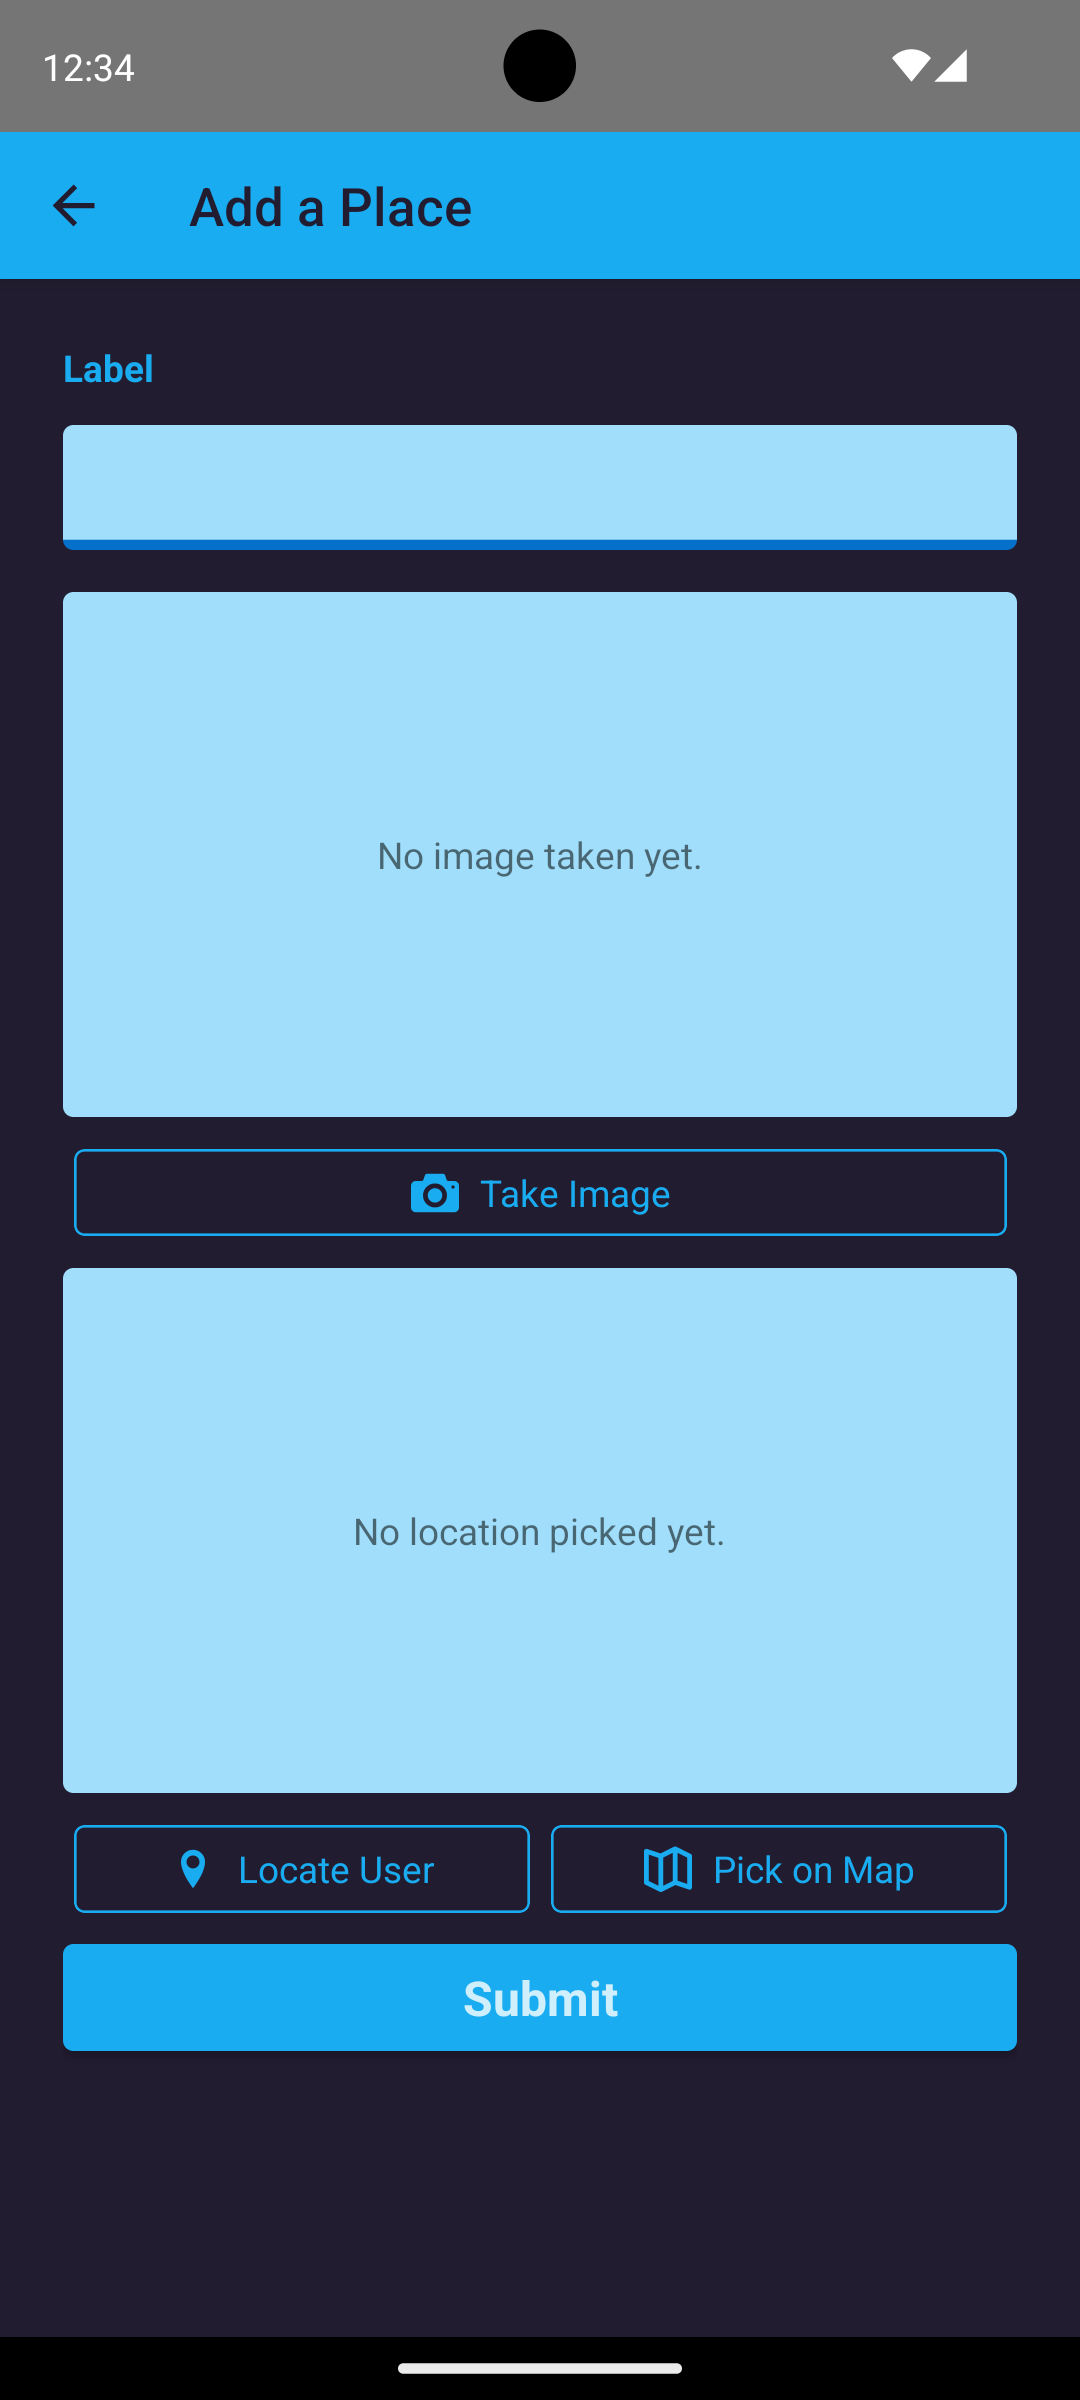 12:34
Add a Place
Label
No image taken yet.
Take Image
No location picked yet.
Locate User
Pick on Map
Submit